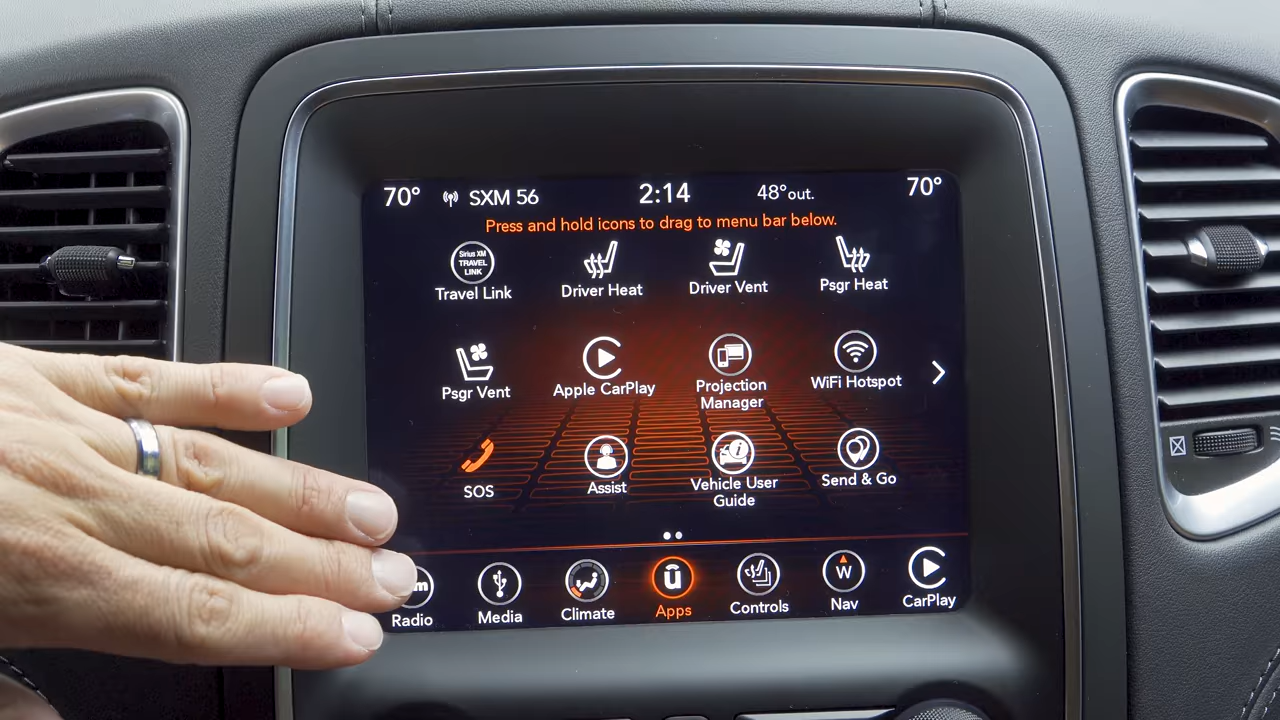 70° SXM 56 2:14 48°out. 70°
Press and hold icons to drag to menu bar below.
Sirius XM
TRAVEL
LINK
Travel Link Driver Heat Driver Vent Psgr Heat
Psgr Vent Apple CarPlay Projection
Manager WiFi Hotspot
SOS Assist Vehicle User
Guide Send & Go
W
Radio Media Climate Apps Controls Nav CarPlay